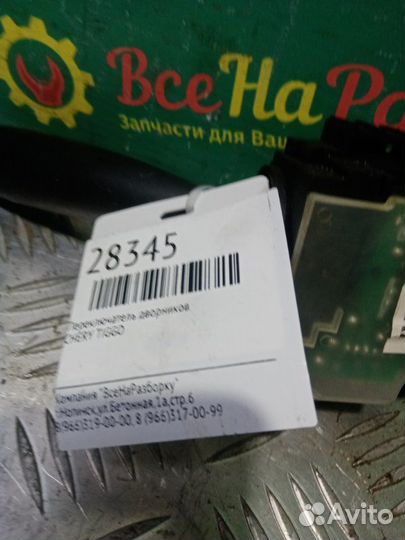 ВсеНаРа
Запчасти для Ваш
28345
Переключатель дворников
CHERY TIGGO
Компания "ВсеНаРазборку"
г.Нолинск,ул.Бетонная,1а,стр.6
8(966)319-00-00, 8 (966)317-00-99
Avito